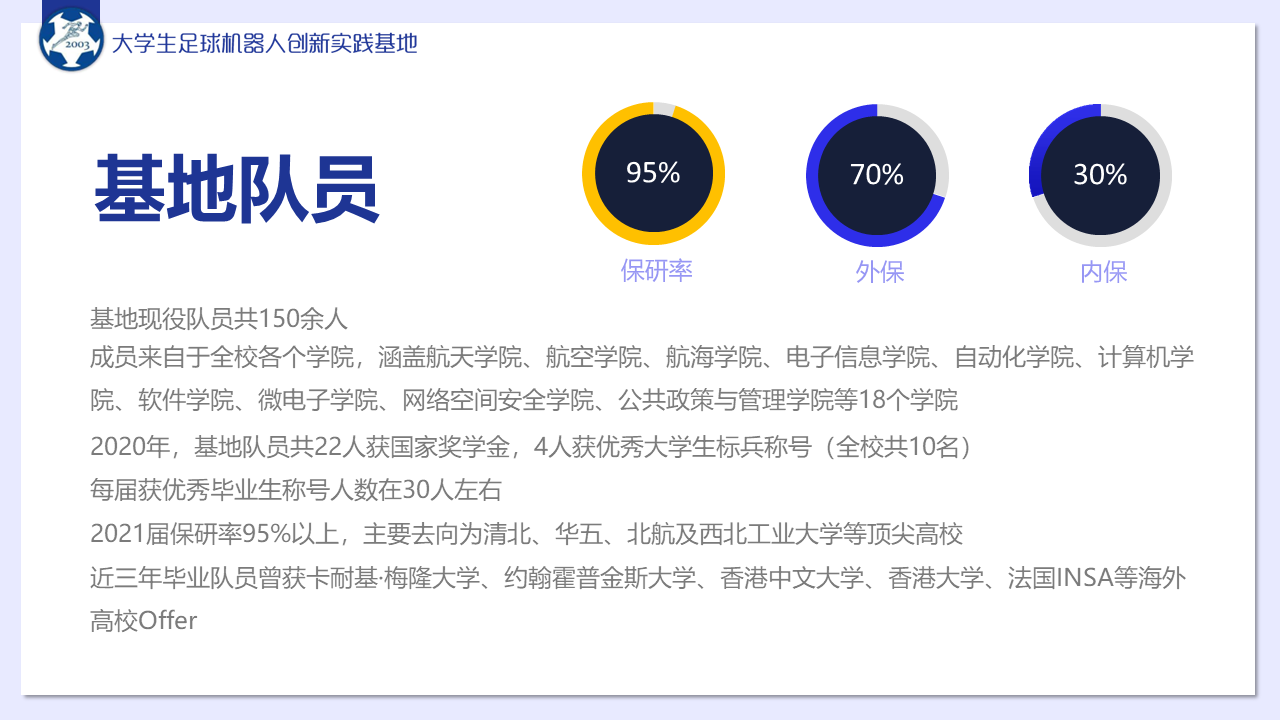 2003
大学生足球机器人创新实践基地
95%
70%
30%
基地队员
保研率
外保
内保
基地现役队员共150余人
成员来自于全校各个学院，涵盖航天学院、航空学院、航海学院、电子信息学院、自动化学院、计算机学
院、软件学院、微电子学院、网络空间安全学院、公共政策与管理学院等18个学院
2020年，基地队员共22人获国家奖学金，4人获优秀大学生标兵称号（全校共10名）
每届获优秀毕业生称号人数在30人左右
2021届保研率95%以上，主要去向为清北、华五、北航及西北工业大学等顶尖高校
近三年毕业队员曾获卡耐基·梅隆大学、约翰霍普金斯大学、香港中文大学、香港大学、法国INSA等海外
高校Offer